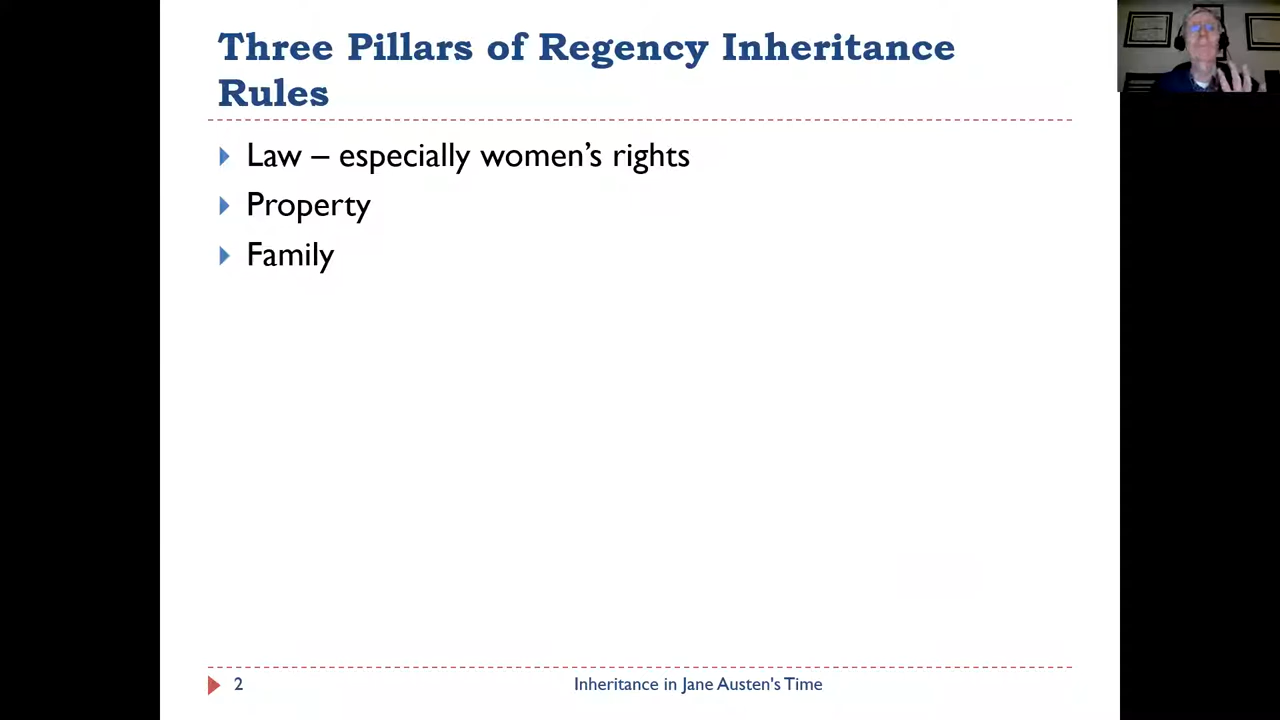 Three Pillars of Regency Inheritance
Rules
Law – especially women’s rights
Property
Family
2
Inheritance in Jane Austen's Time